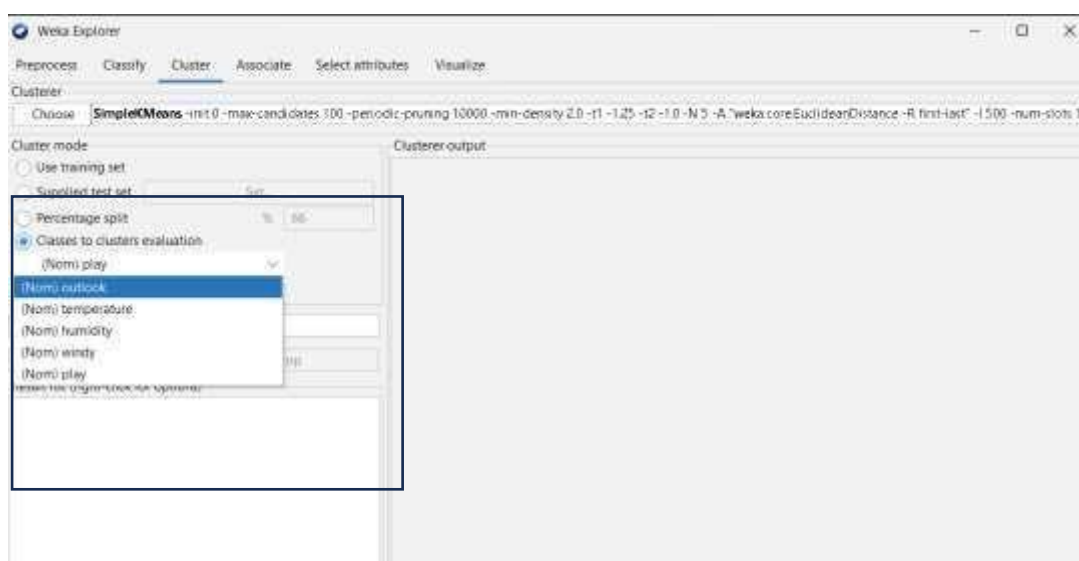 Weka Explorer
Preprocess Classify Cluster Associate Select attributes Visualize
Clusterer
Choose SimpleKMeans -init 0 -max-candidates 100 -periodic-pruning 10000 -min-density 2.0 -t1 -1.25 -t2 -1.0 -N 5 -A "weka.core.EuclideanDistance -R first-last" -I 500 -num-slots 1
Cluster mode Clusterer output
Use training set
Supplied test set Set...
Percentage split % 66
Classes to clusters evaluation
(Nom) play
(Nom) outlook
(Nom) temperature
(Nom) humidity
(Nom) windy
(Nom) play